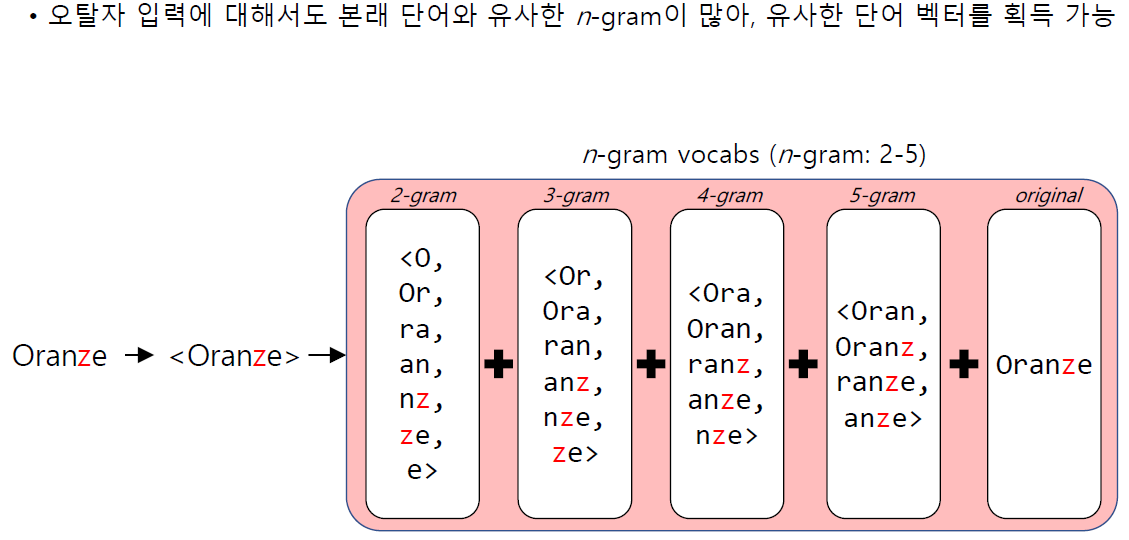 • 오탈자 입력에 대해서도 본래 단어와 유사한 n-gram이 많아, 유사한 단어 벡터를 획득 가능
n-gram vocabs (n-gram: 2-5)
2-gram
<O,
Or,
ra,
an,
nz,
ze,
e>
3-gram
<Or,
Ora,
ran,
anz,
nze,
ze>
4-gram
<Ora,
Oran,
ranz,
anze,
nze>
5-gram
<Oran,
Oranz,
ranze,
anze>
original
Oranze
Oranze
<Oranze>